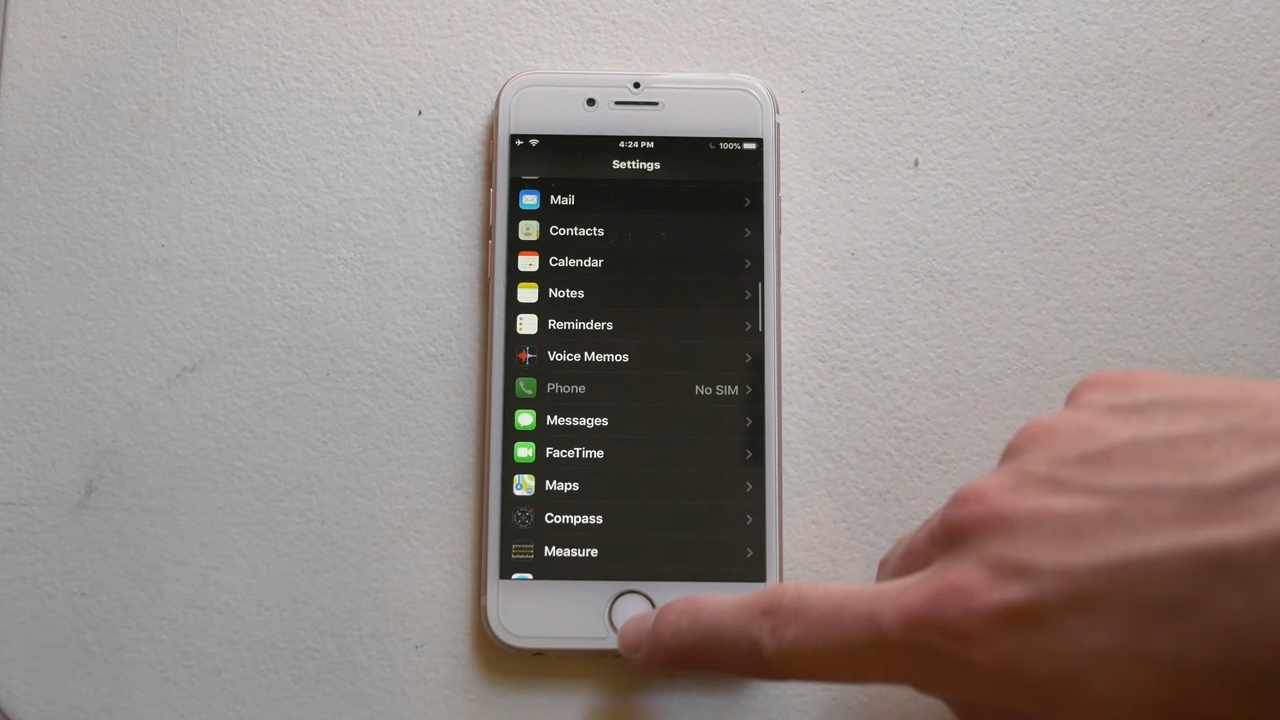 4:24 PM 100%
Settings
Mail
Contacts
Calendar
Notes
Reminders
Voice Memos
Phone No SIM
Messages
FaceTime
Maps
Compass
Measure